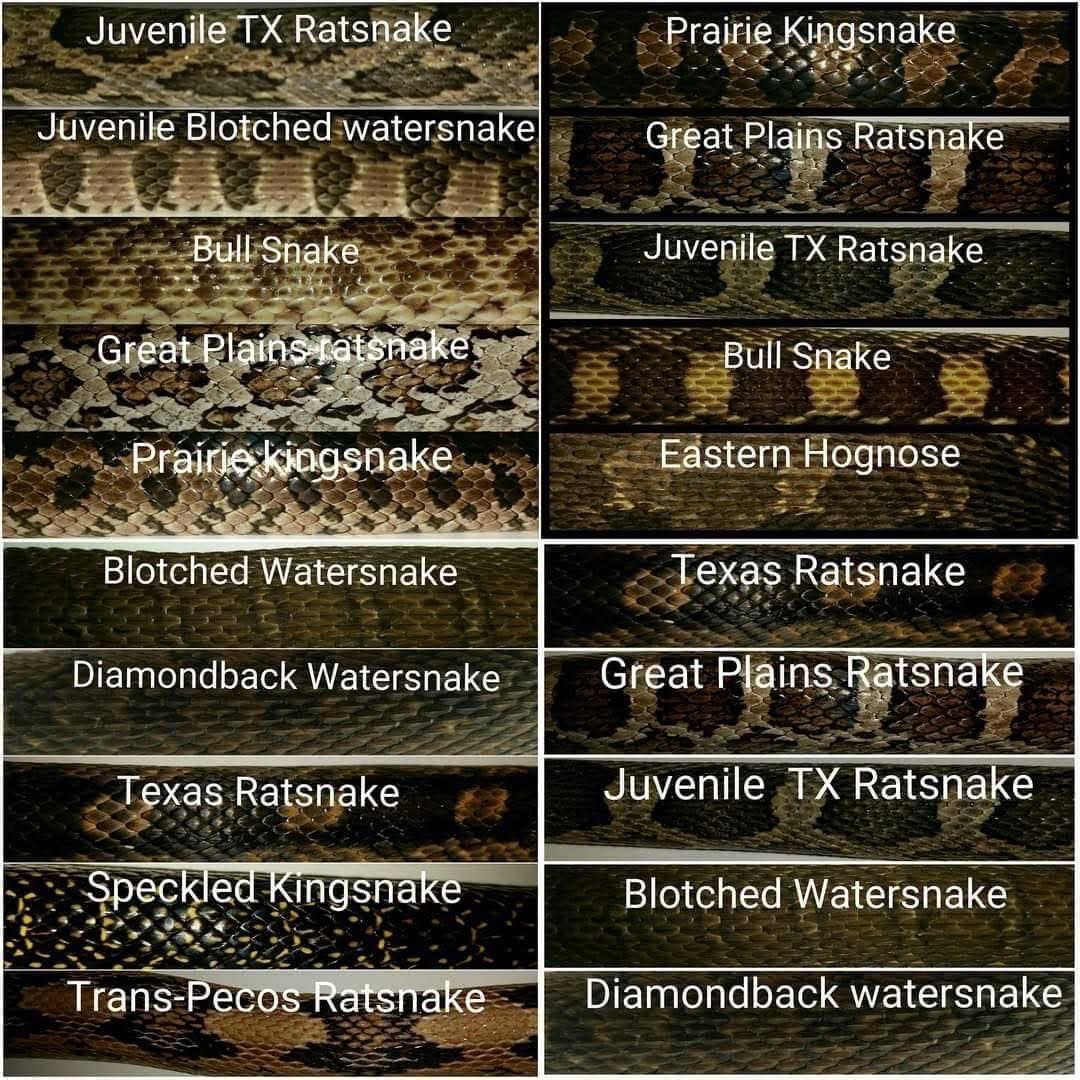 Juvenile TX Ratsnake
Juvenile Blotched watersnake
Bull Snake
Great Plains ratsnake
Prairie kingsnake
Prairie Kingsnake
Great Plains Ratsnake
Juvenile TX Ratsnake
Bull Snake
Eastern Hognose
Blotched Watersnake
Diamondback Watersnake
Texas Ratsnake
Speckled Kingsnake
Trans-Pecos Ratsnake
Texas Ratsnake
Great Plains Ratsnake
Juvenile TX Ratsnake
Blotched Watersnake
Diamondback watersnake